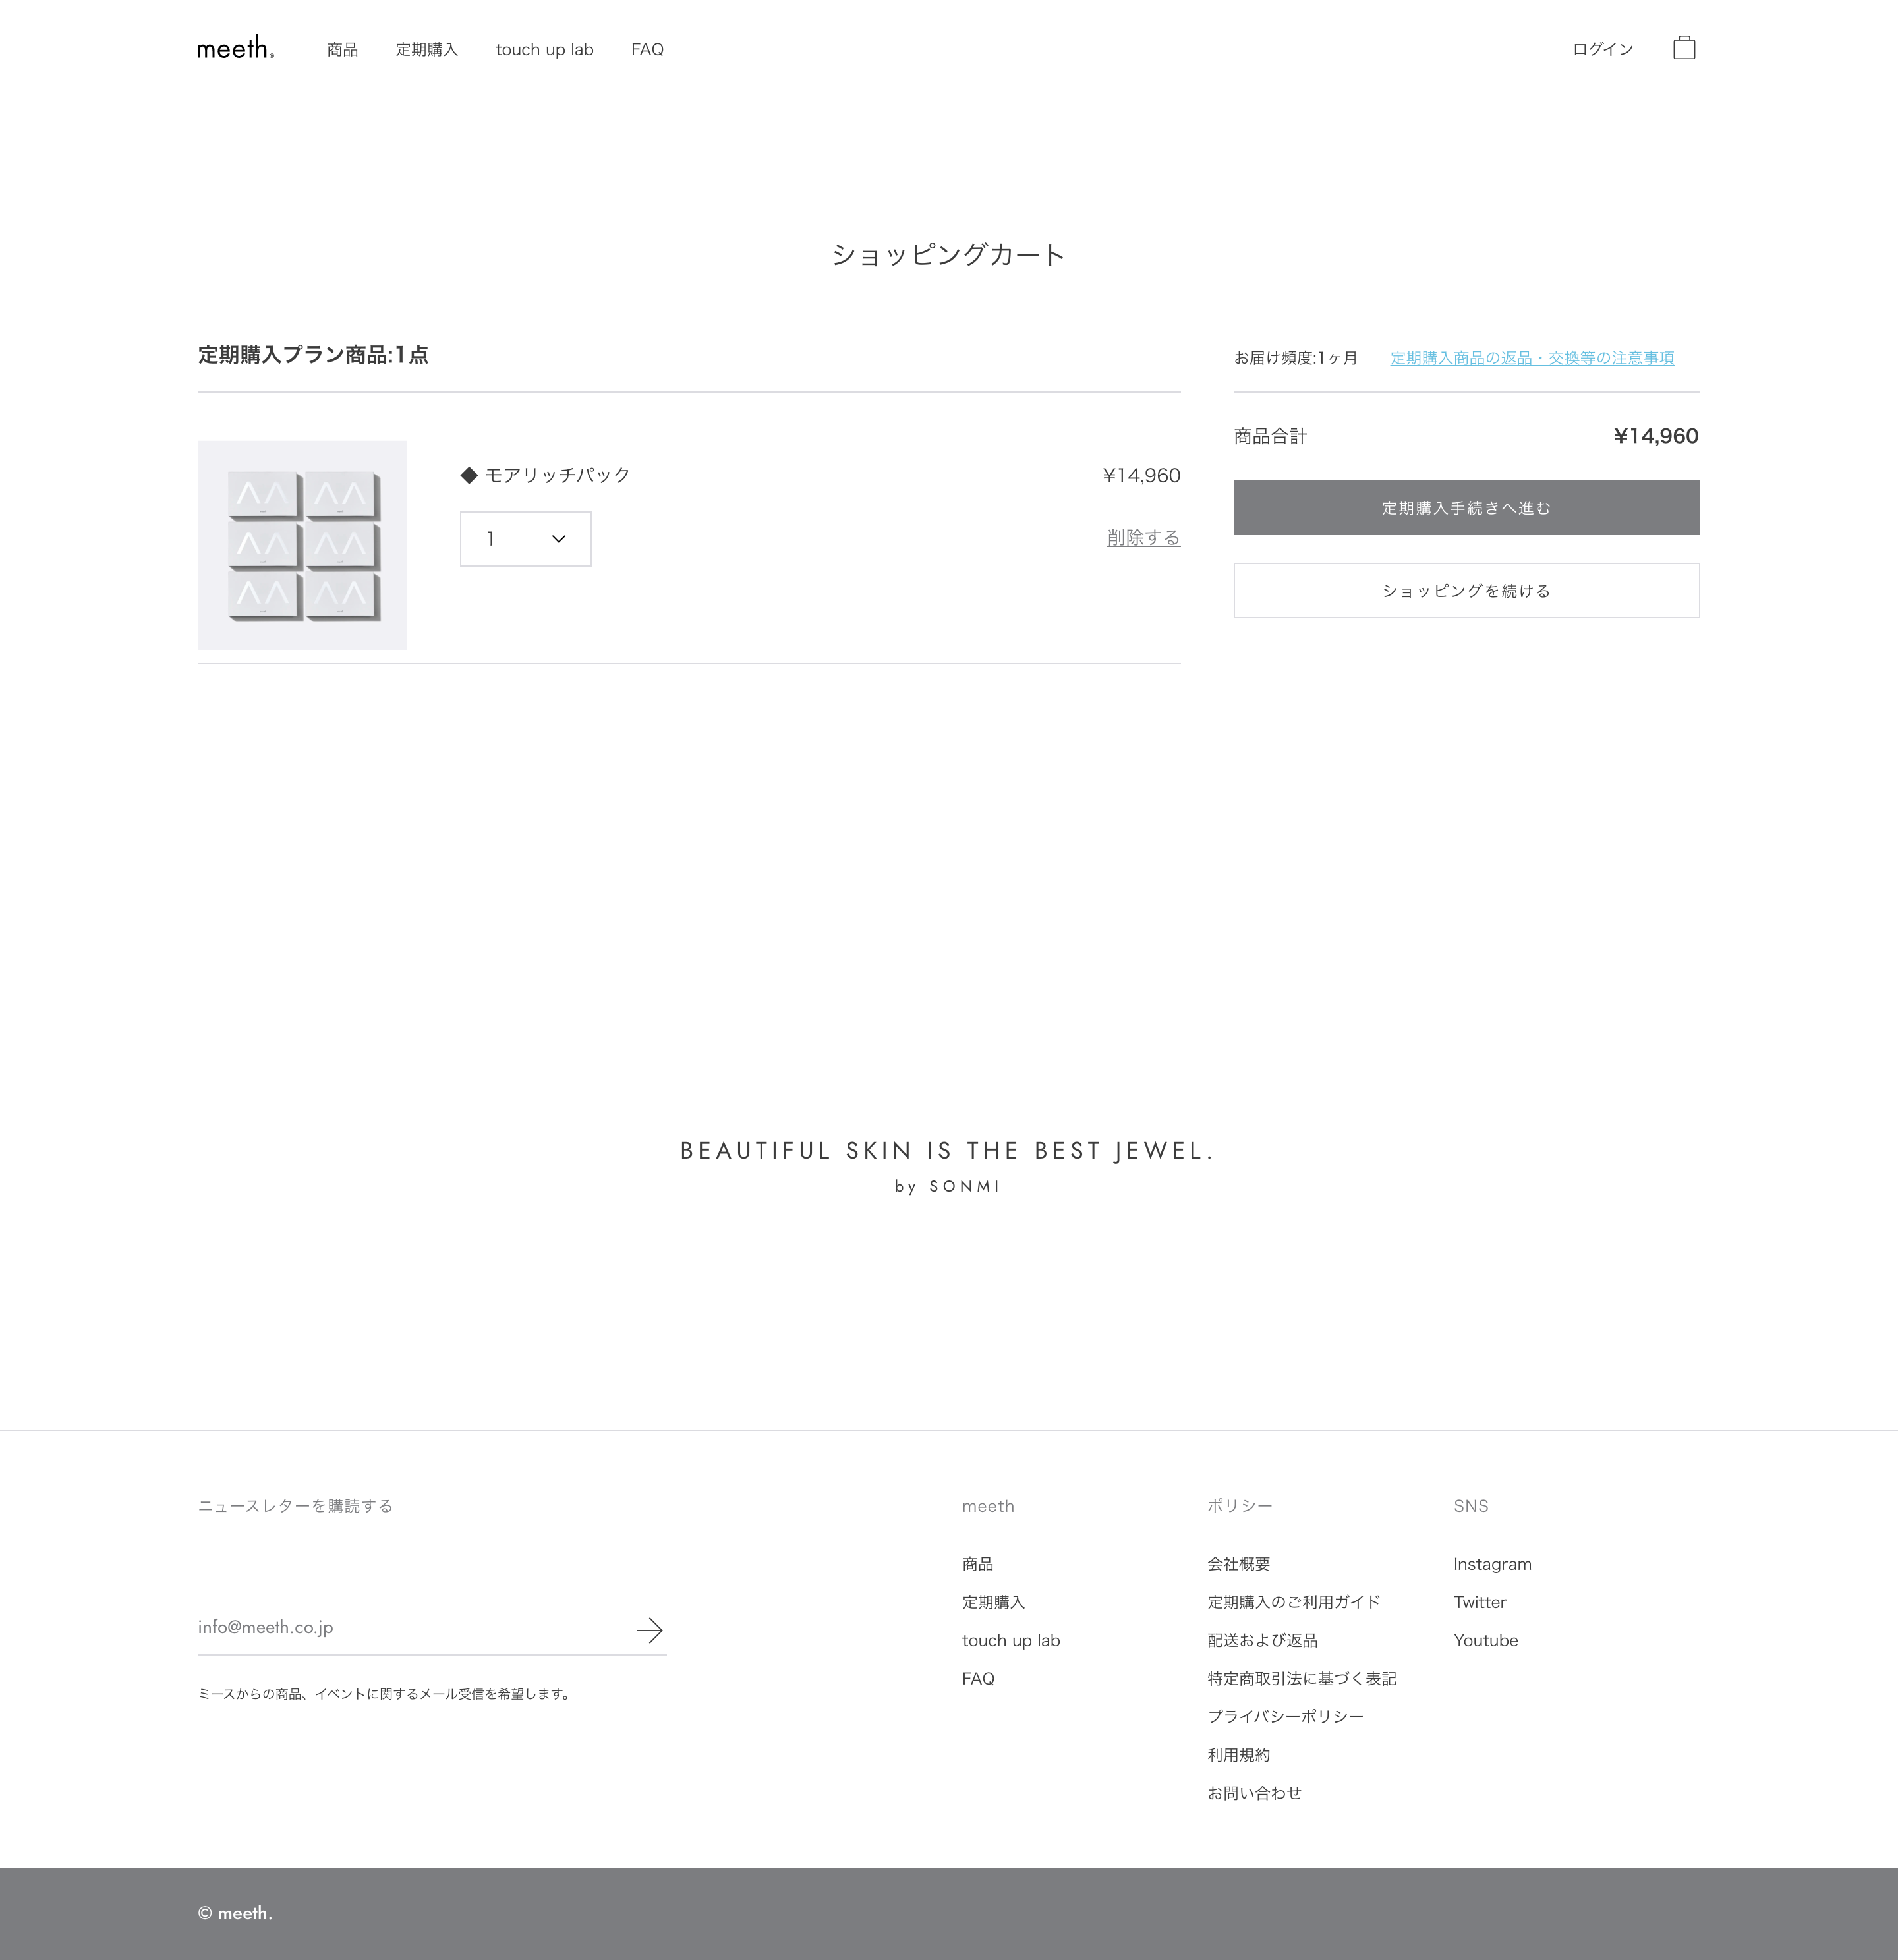 meeth.®
商品
定期購入
touch up lab
FAQ
ログイン
ショッピングカート
定期購入プラン商品:1点
お届け頻度:1ヶ月
定期購入商品の返品・交換等の注意事項
◆ モアリッチパック
¥14,960
1
削除する
商品合計
¥14,960
定期購入手続きへ進む
ショッピングを続ける
BEAUTIFUL SKIN IS THE BEST JEWEL.
by SONMI
ニュースレターを購読する
info@meeth.co.jp
ミースからの商品、イベントに関するメール受信を希望します。
meeth
商品
定期購入
touch up lab
FAQ
ポリシー
会社概要
定期購入のご利用ガイド
配送および返品
特定商取引法に基づく表記
プライバシーポリシー
利用規約
お問い合わせ
SNS
Instagram
Twitter
Youtube
© meeth.